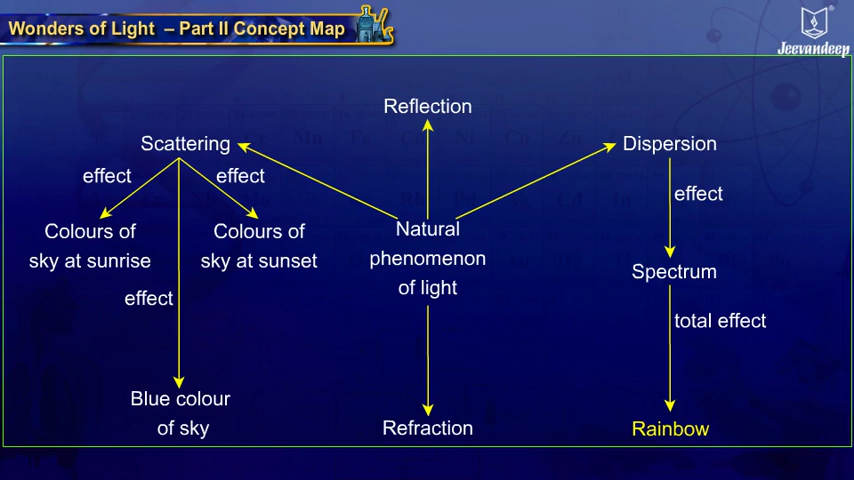 Wonders of Light – Part II Concept Map
Jeevandeep
Reflection
Scattering
Dispersion
effect
effect
effect
Colours of
sky at sunrise
Colours of
sky at sunset
Natural
phenomenon
of light
Spectrum
effect
total effect
Blue colour
of sky
Refraction
Rainbow